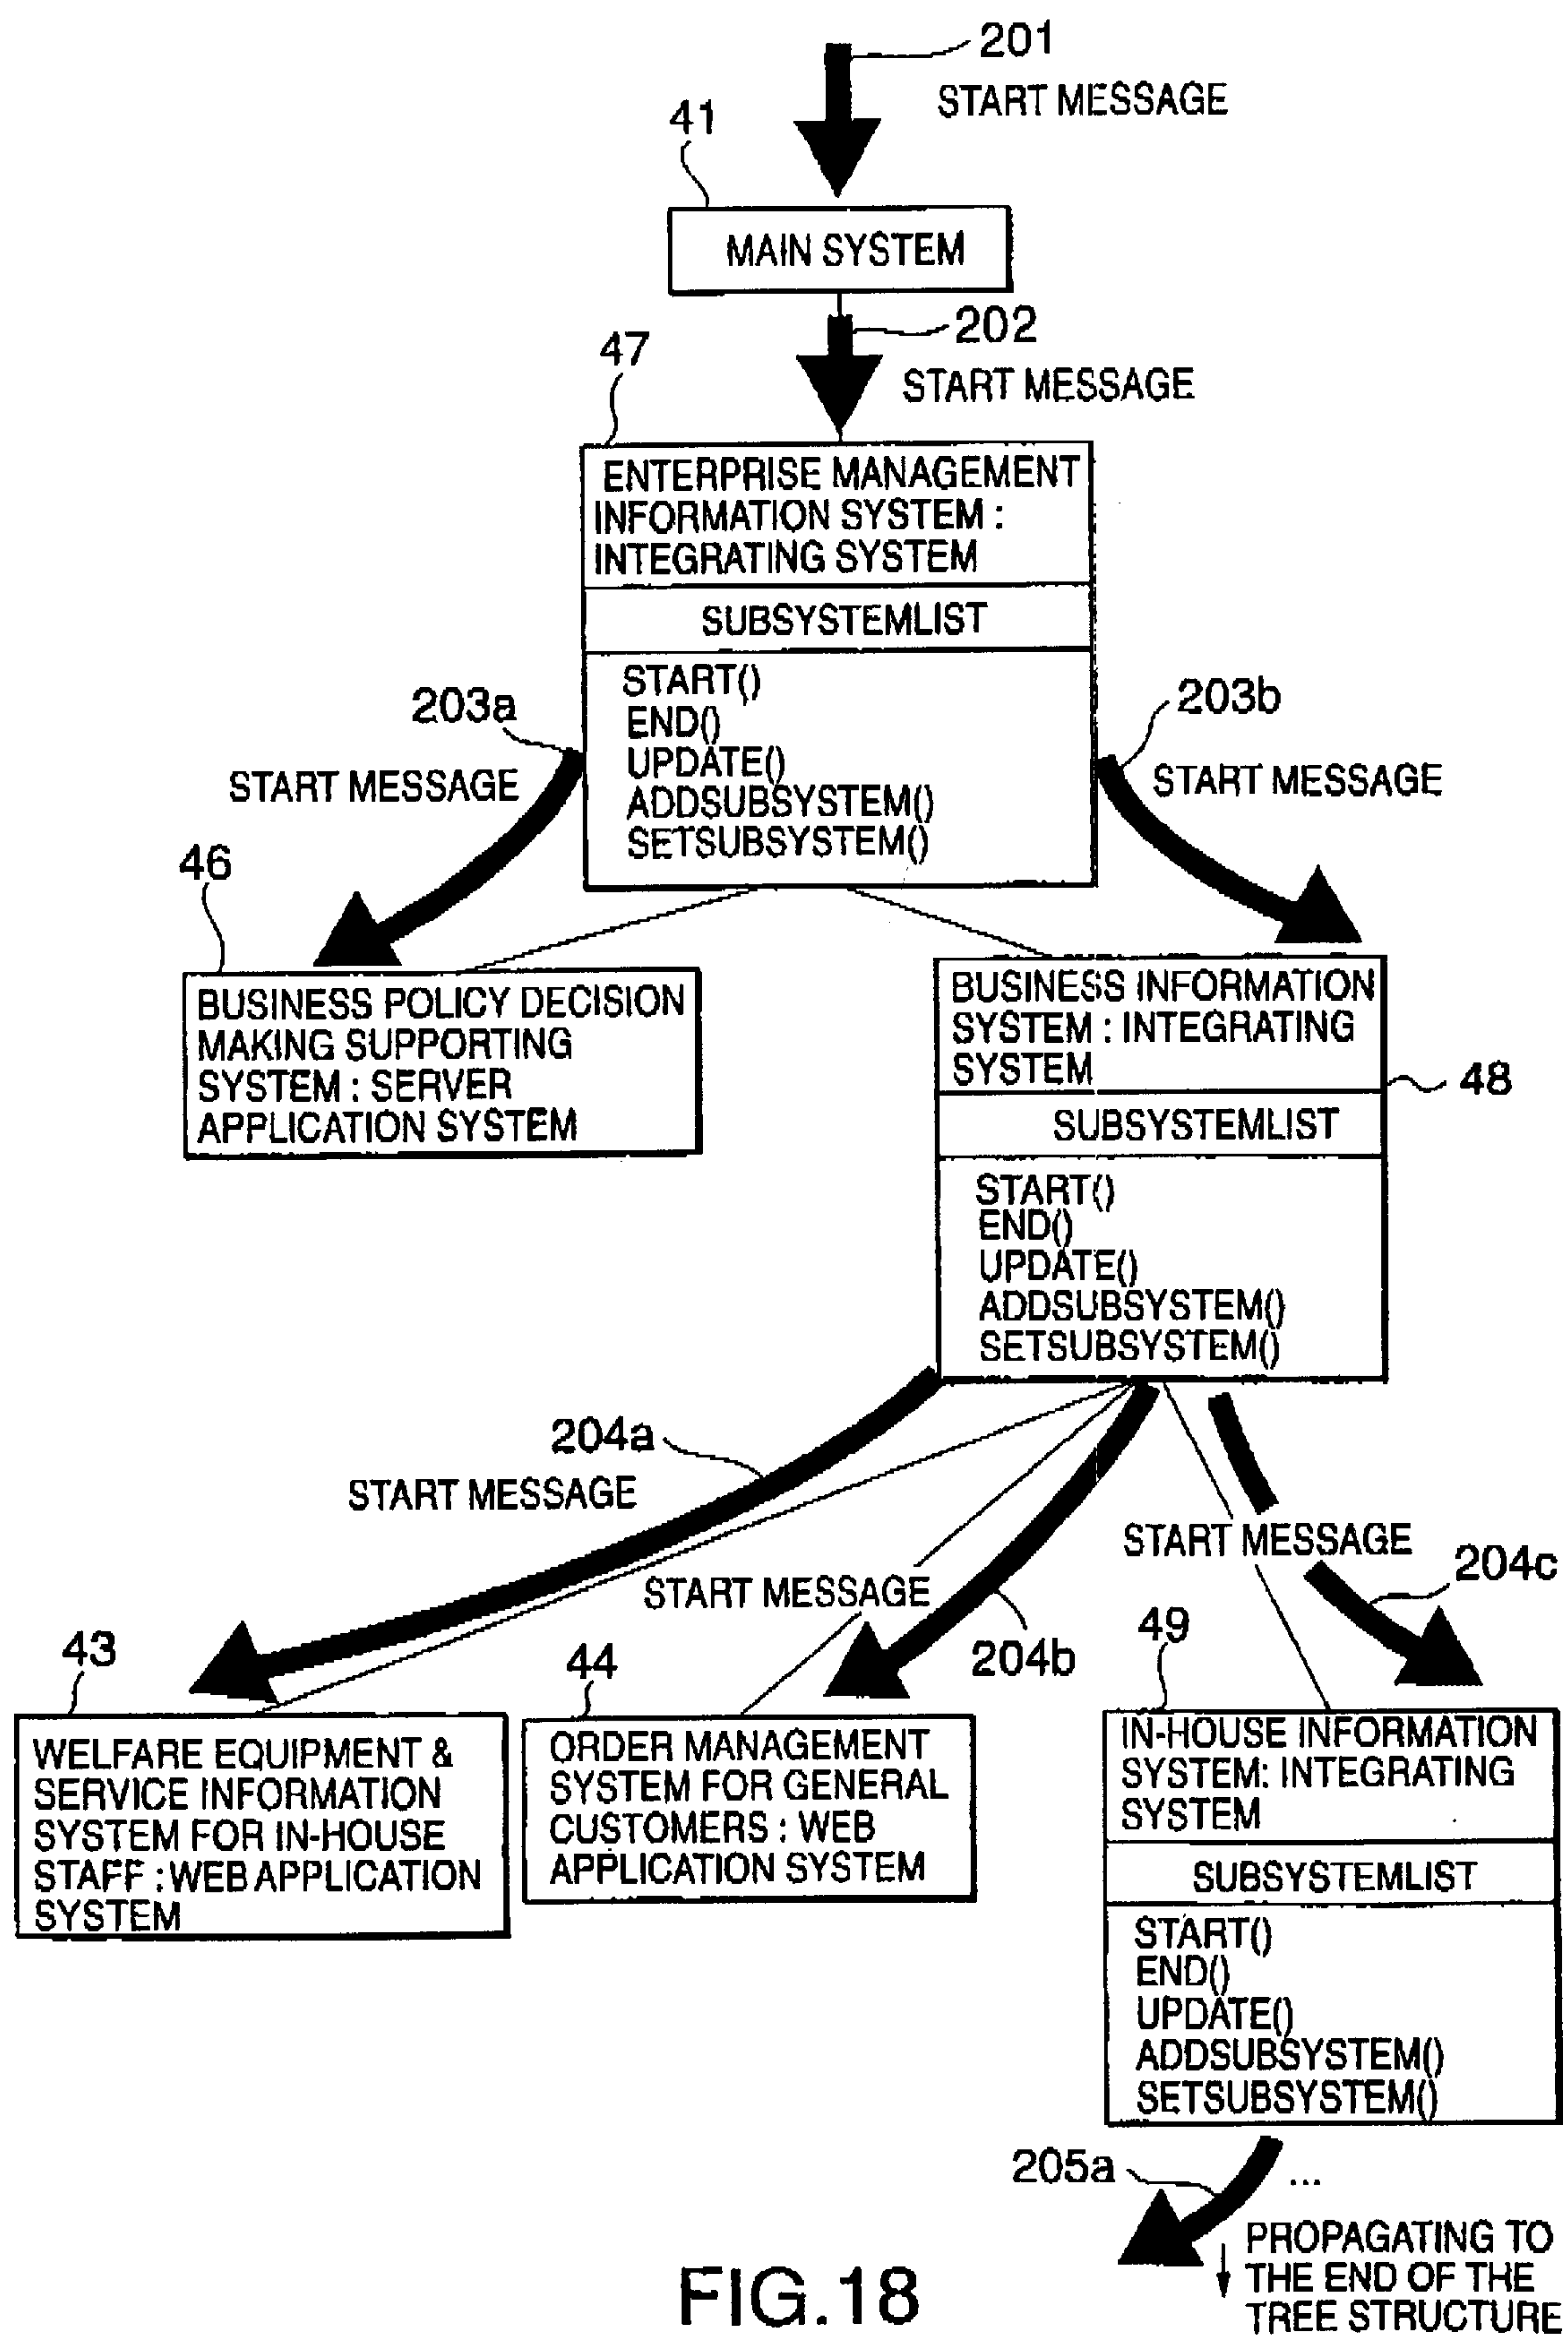 201
START MESSAGE
41
MAIN SYSTEM
202
START MESSAGE
47
ENTERPRISE MANAGEMENT
INFORMATION SYSTEM :
INTEGRATING SYSTEM
SUBSYSTEMLIST
START()
END()
UPDATE()
ADDSUBSYSTEM()
SETSUBSYSTEM()
203a
START MESSAGE
203b
START MESSAGE
46
BUSINESS POLICY DECISION
MAKING SUPPORTING
SYSTEM : SERVER
APPLICATION SYSTEM
BUSINESS INFORMATION
SYSTEM : INTEGRATING
SYSTEM
48
SUBSYSTEMLIST
START()
END()
UPDATE()
ADDSUBSYSTEM()
SETSUBSYSTEM()
204a
START MESSAGE
START MESSAGE
204b
START MESSAGE
204c
43
WELFARE EQUIPMENT &
SERVICE INFORMATION
SYSTEM FOR IN-HOUSE
STAFF : WEB APPLICATION
SYSTEM
44
ORDER MANAGEMENT
SYSTEM FOR GENERAL
CUSTOMERS : WEB
APPLICATION SYSTEM
49
IN-HOUSE INFORMATION
SYSTEM: INTEGRATING
SYSTEM
SUBSYSTEMLIST
START()
END()
UPDATE()
ADDSUBSYSTEM()
SETSUBSYSTEM()
205a
...
PROPAGATING TO
THE END OF THE
TREE STRUCTURE
FIG.18